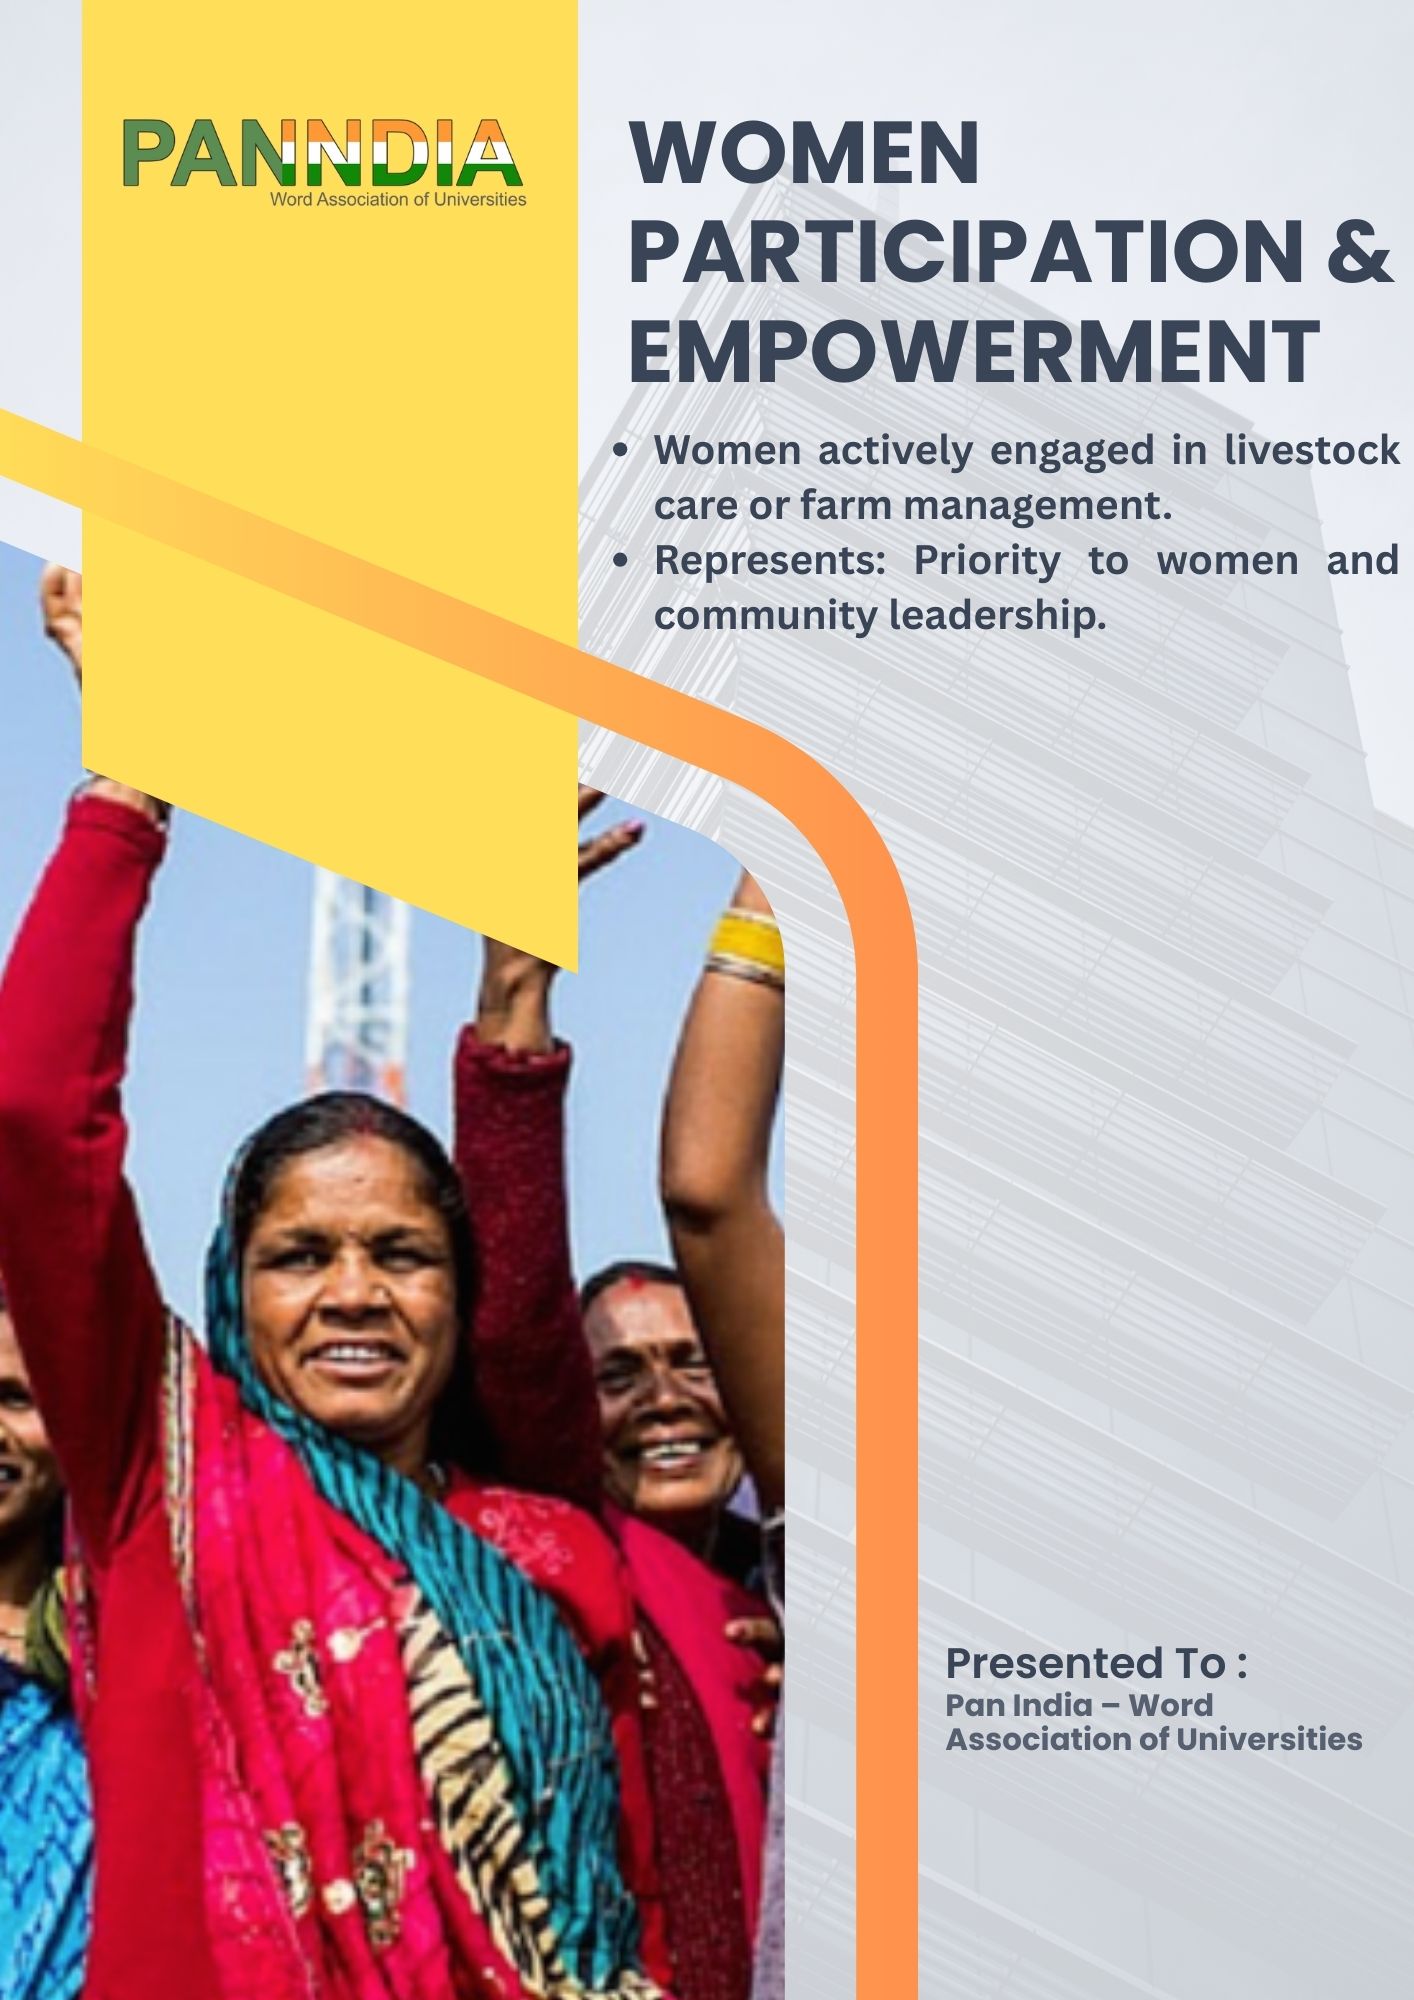 PANNDIA
Word Association of Universities
WOMEN
PARTICIPATION &
EMPOWERMENT
• Women actively engaged in livestock
care or farm management.
• Represents: Priority to women and
community leadership.
Presented To :
Pan India – Word
Association of Universities